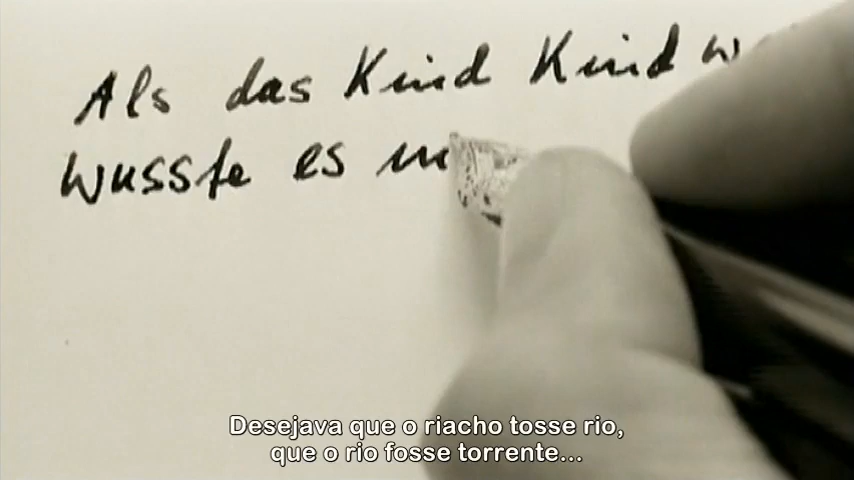 Als das Kind Kind
wusste es
Desejava que o riacho tosse rio,
que o rio fosse torrente...